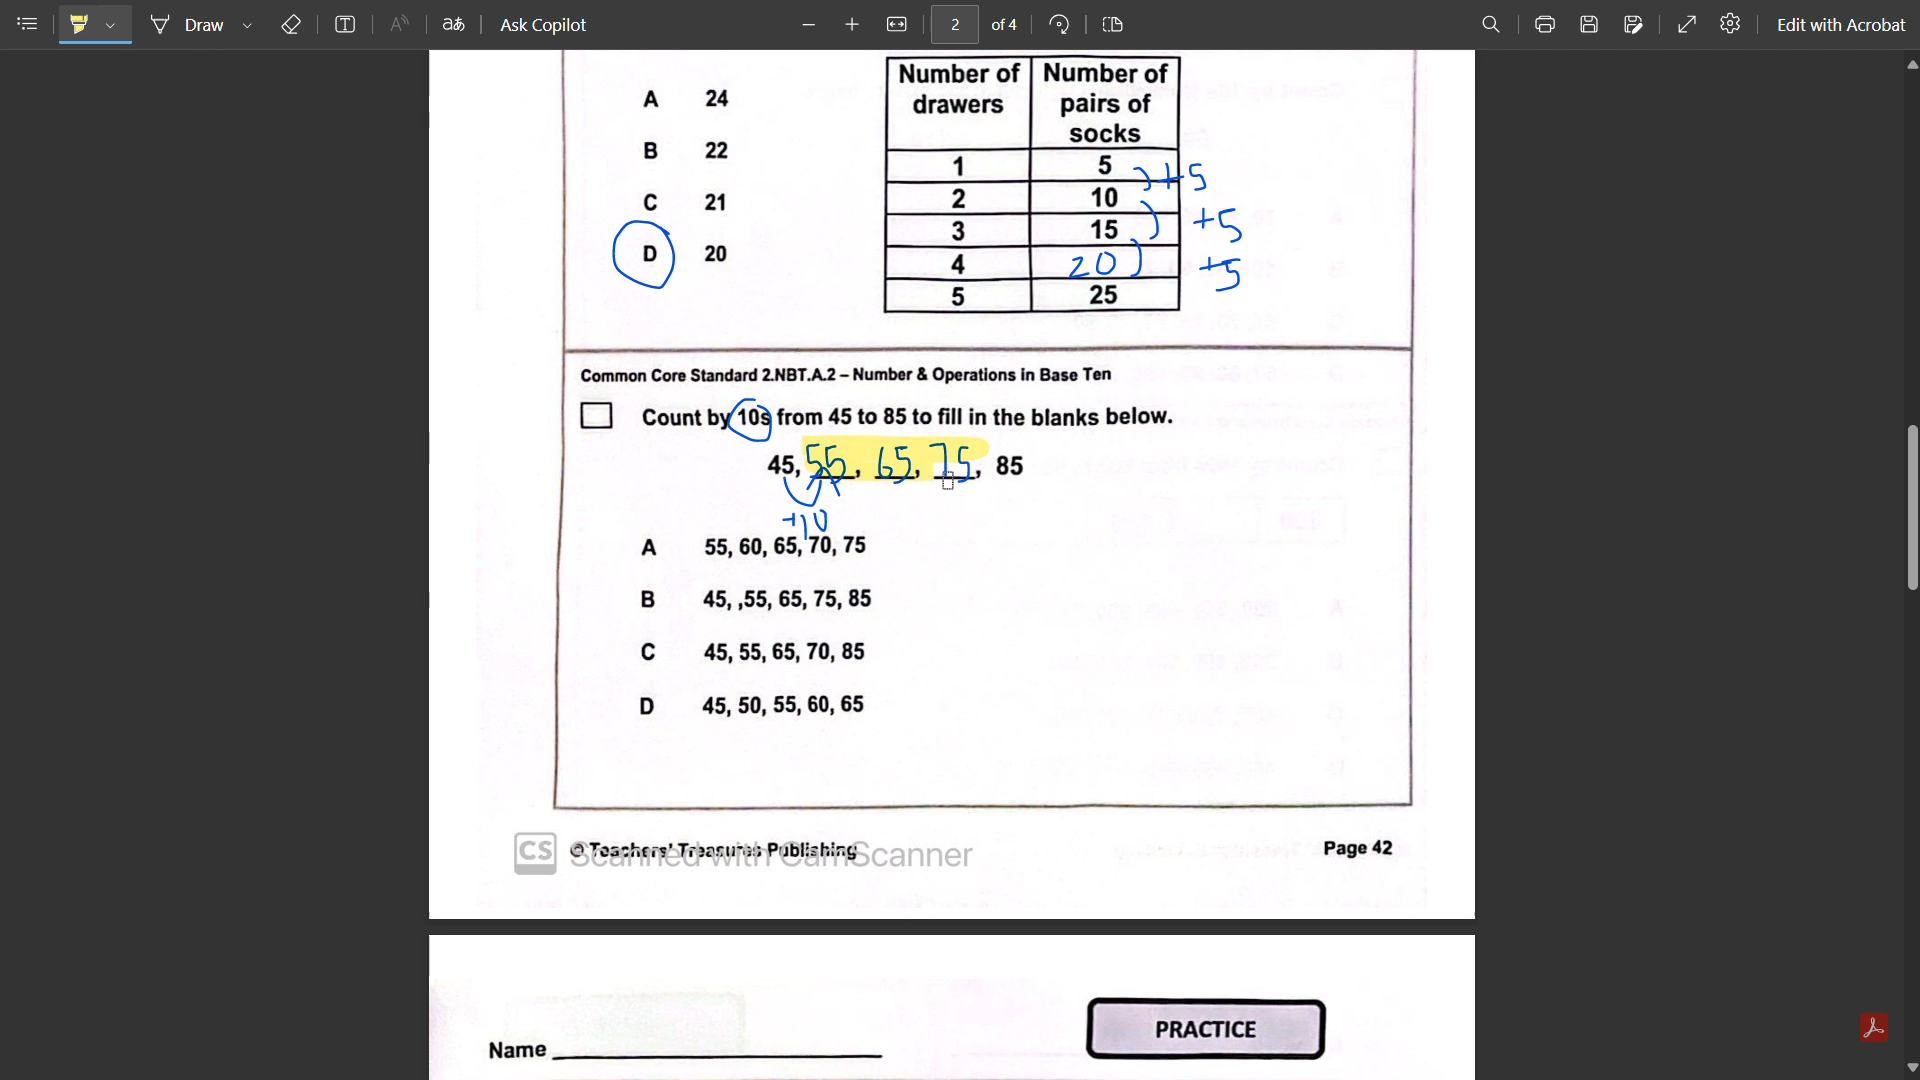 Draw
Ask Copilot
2 of 4
Edit with Acrobat
A 24
B 22
C 21
D 20
Number of drawers Number of pairs of socks
1 5
2 10
3 15
4 20
5 25
+5
+5
+5
Common Core Standard 2.NBT.A.2 – Number & Operations in Base Ten
Count by 10s from 45 to 85 to fill in the blanks below.
45, 55, 65, 75, 85
+10
A 55, 60, 65, 70, 75
B 45, ,55, 65, 75, 85
C 45, 55, 65, 70, 85
D 45, 50, 55, 60, 65
CS Scanned with CamScanner
© Teachers' Treasures Publishing
Page 42
PRACTICE
Name